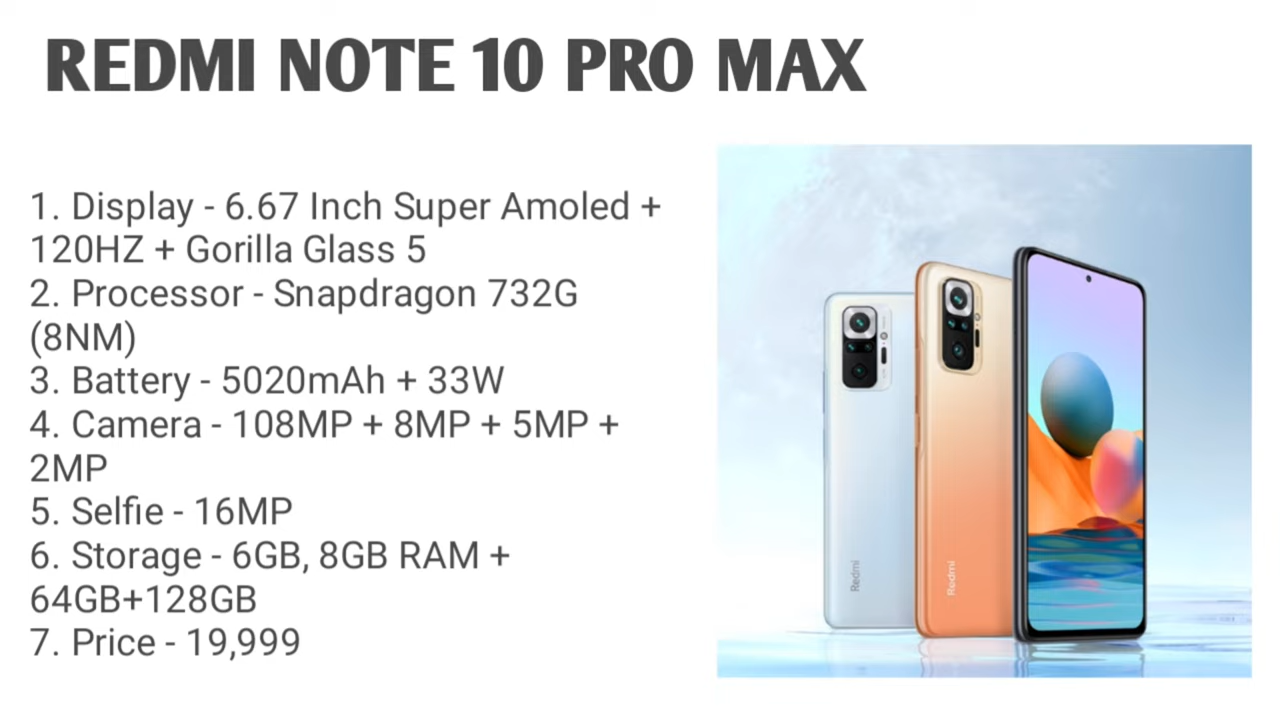 REDMI NOTE 10 PRO MAX
1. Display - 6.67 Inch Super Amoled +
120HZ + Gorilla Glass 5
2. Processor - Snapdragon 732G
(8NM)
3. Battery - 5020mAh + 33W
4. Camera - 108MP + 8MP + 5MP +
2MP
5. Selfie - 16MP
6. Storage - 6GB, 8GB RAM +
64GB+128GB
7. Price - 19,999
Redmi
Redmi